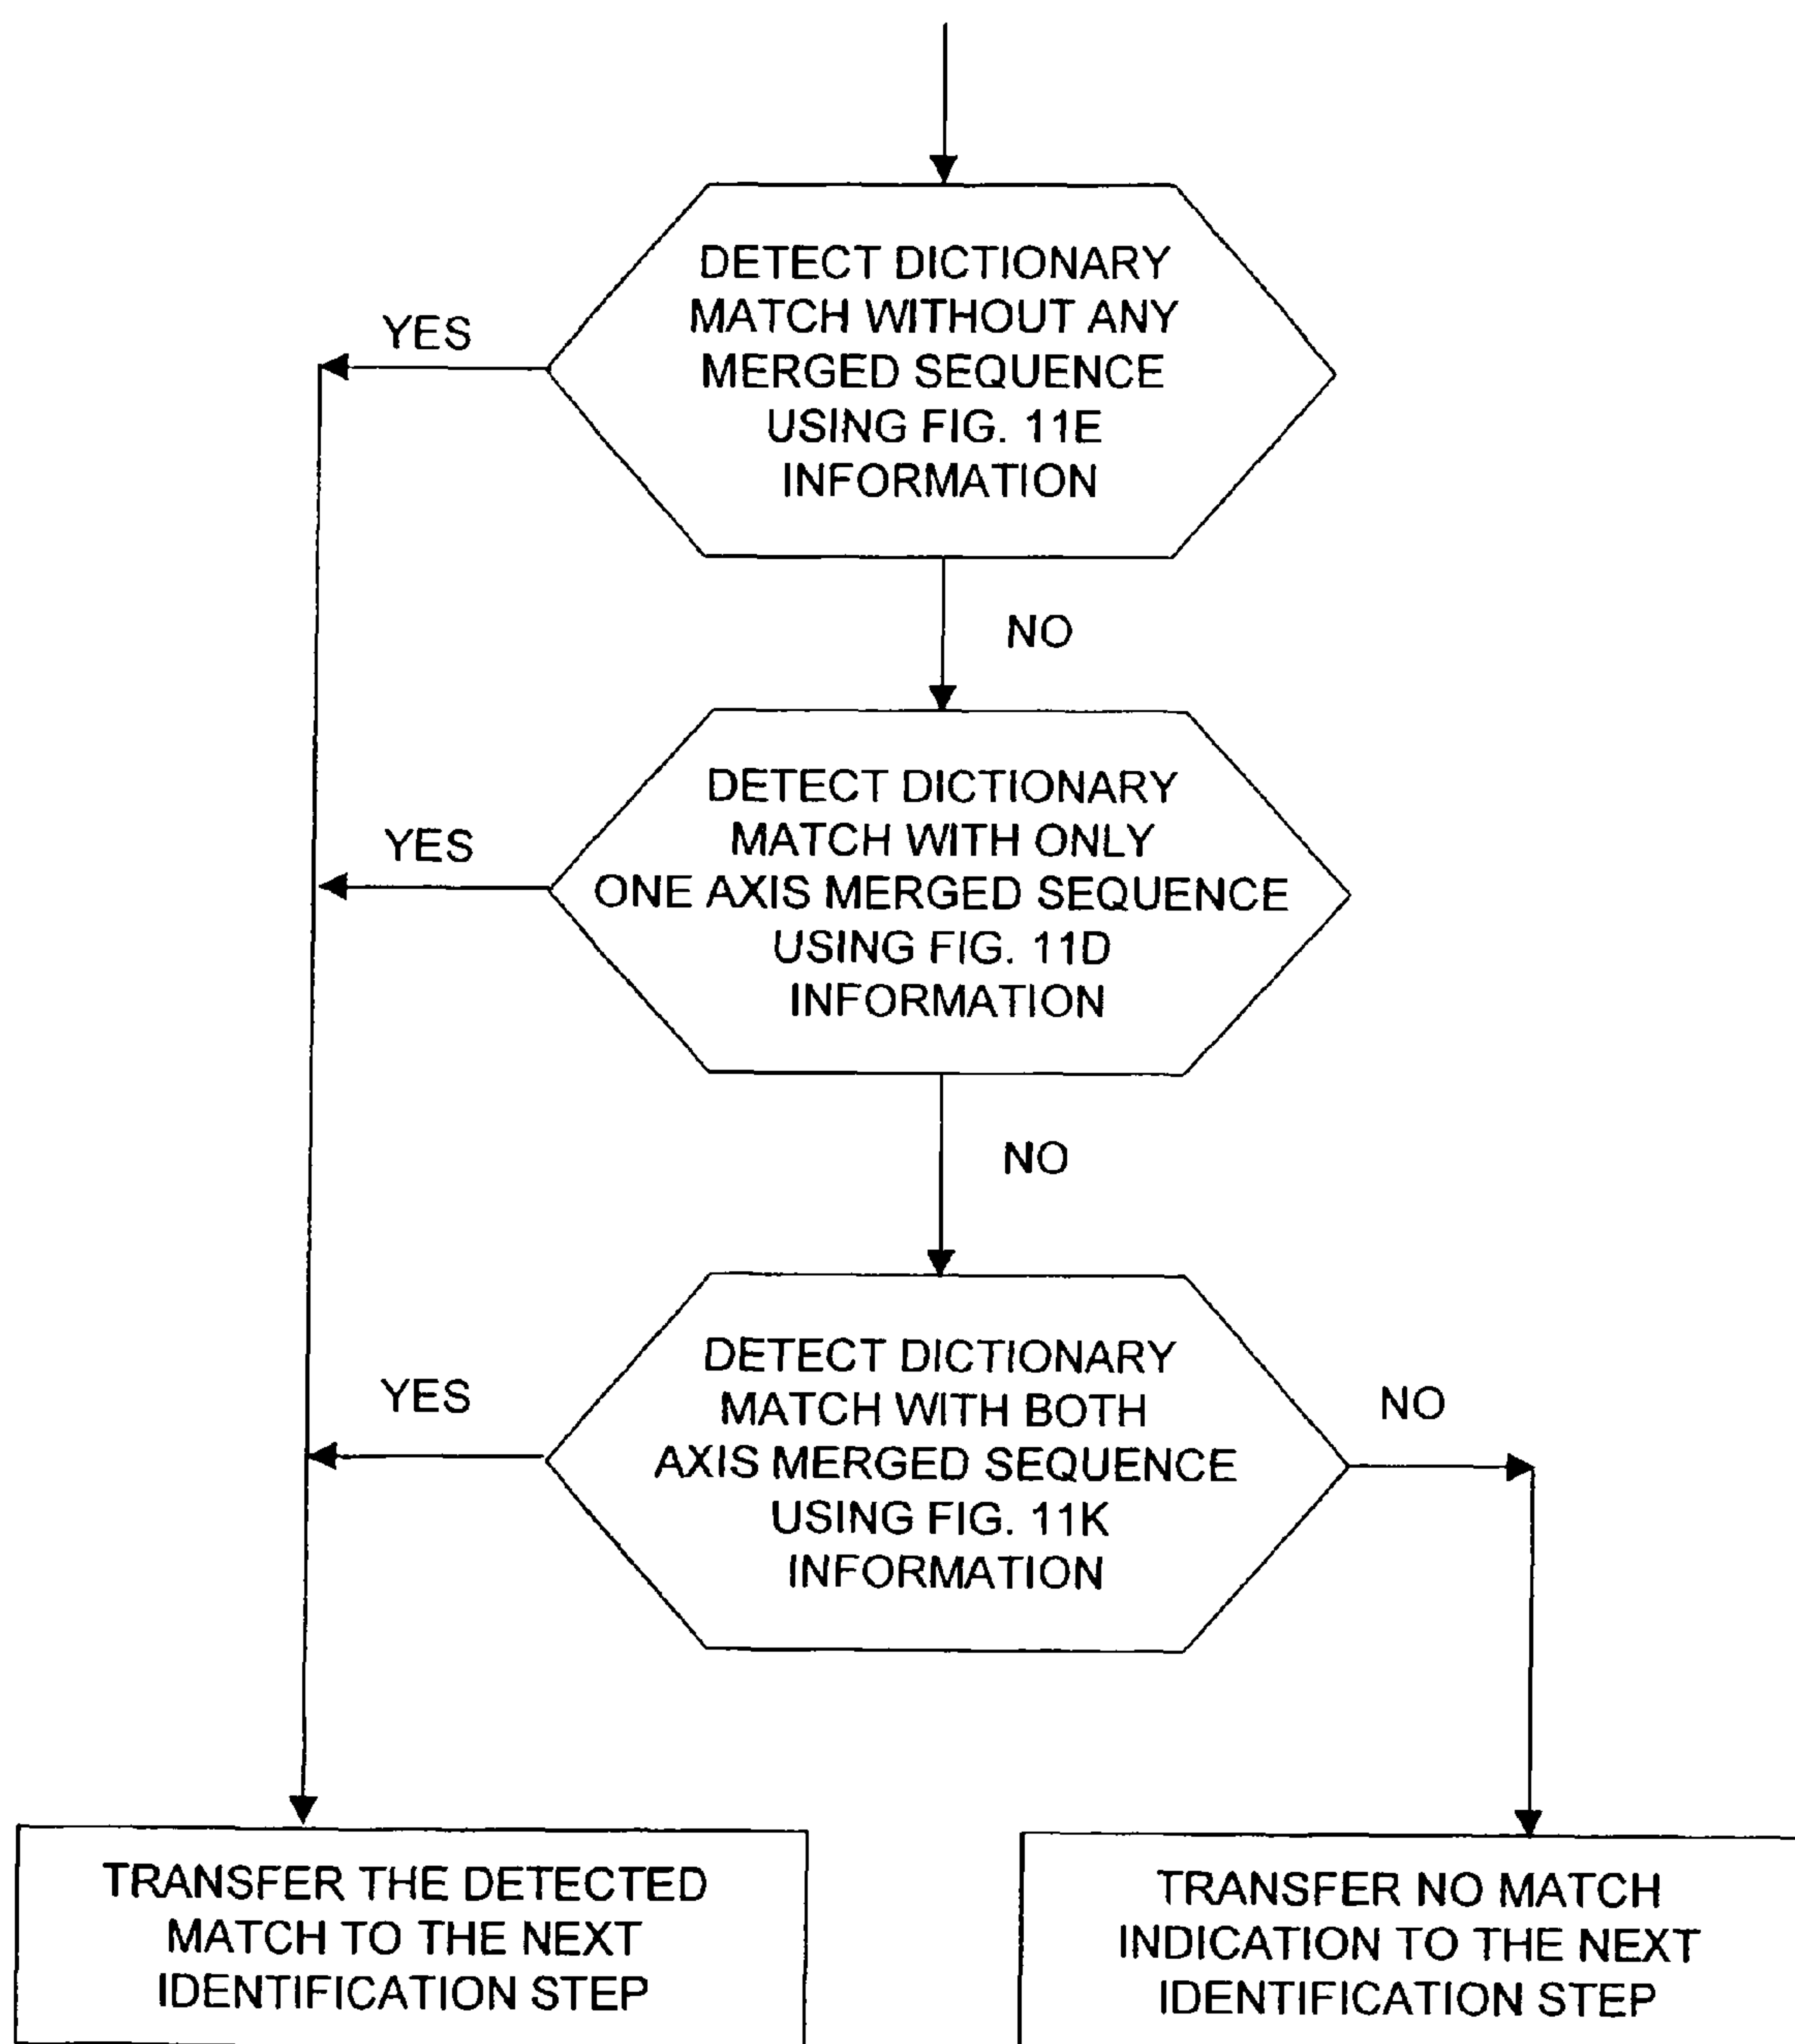 DETECT DICTIONARY
MATCH WITHOUT ANY
MERGED SEQUENCE
USING FIG. 11E
INFORMATION
YES
NO
DETECT DICTIONARY
MATCH WITH ONLY
ONE AXIS MERGED SEQUENCE
USING FIG. 11D
INFORMATION
YES
NO
DETECT DICTIONARY
MATCH WITH BOTH
AXIS MERGED SEQUENCE
USING FIG. 11K
INFORMATION
YES
NO
TRANSFER THE DETECTED
MATCH TO THE NEXT
IDENTIFICATION STEP
TRANSFER NO MATCH
INDICATION TO THE NEXT
IDENTIFICATION STEP